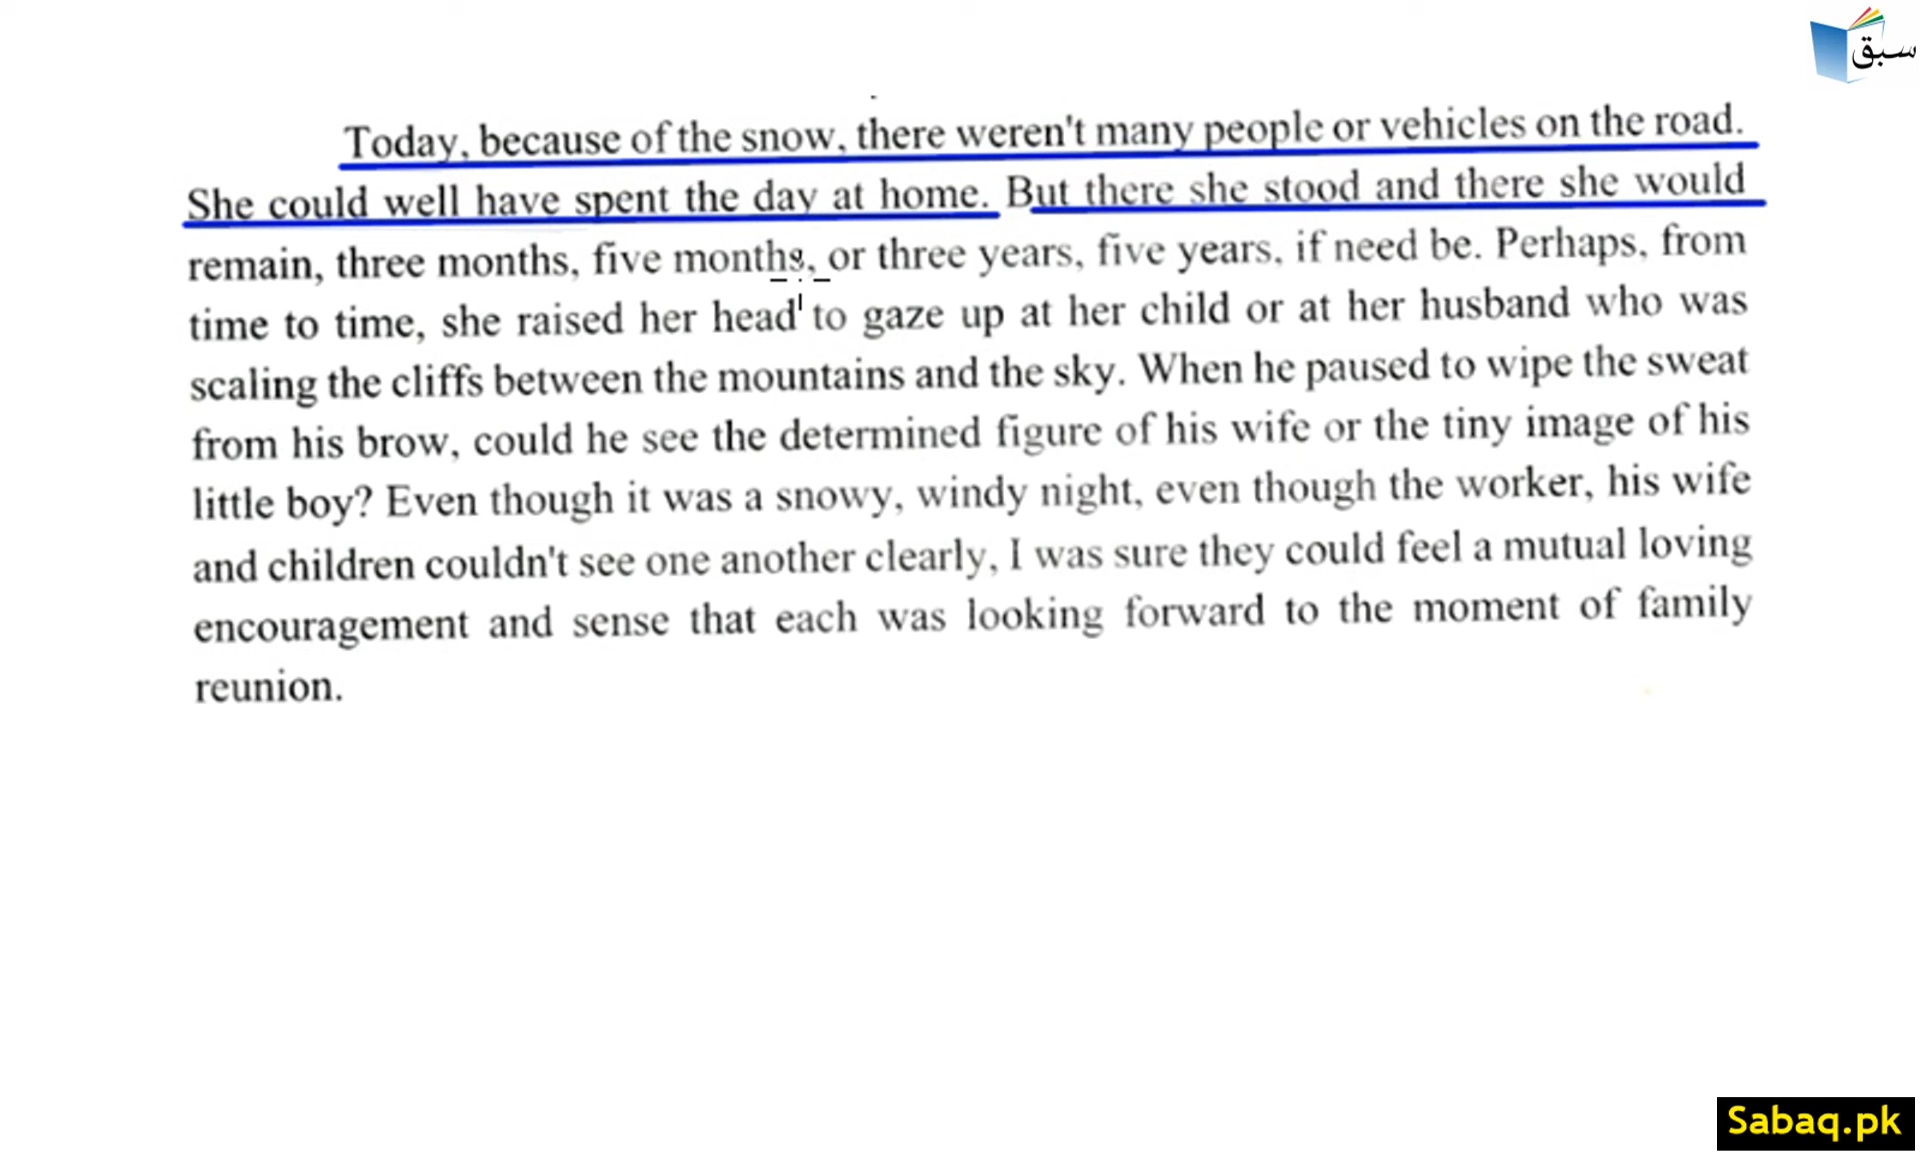 سبق
Today, because of the snow, there weren't many people or vehicles on the road.
She could well have spent the day at home. But there she stood and there she would
remain, three months, five months, or three years, five years, if need be. Perhaps, from
time to time, she raised her head to gaze up at her child or at her husband who was
scaling the cliffs between the mountains and the sky. When he paused to wipe the sweat
from his brow, could he see the determined figure of his wife or the tiny image of his
little boy? Even though it was a snowy, windy night, even though the worker, his wife
and children couldn't see one another clearly, I was sure they could feel a mutual loving
encouragement and sense that each was looking forward to the moment of family
reunion.
Sabaq.pk